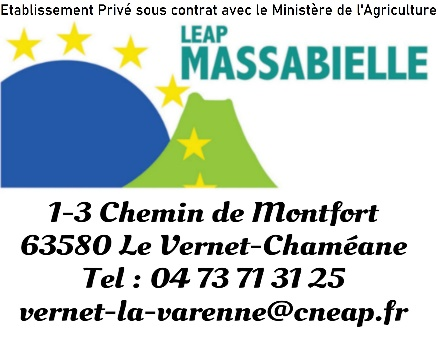 Etablissement Privé sous contrat avec le Ministère de l'Agriculture
LEAP
MASSABIELLE
1-3 Chemin de Montfort
63580 Le Vernet-Chaméane
Tel : 04 73 71 31 25
vernet-la-varenne@cneap.fr